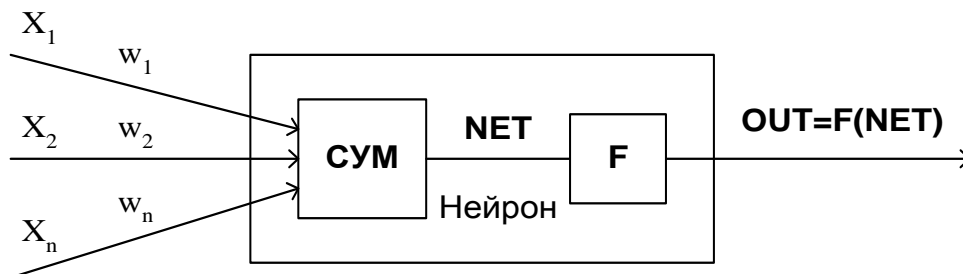 X₁
w₁
X₂
w₂
Xₙ
wₙ
СУМ
NET
F
Нейрон
OUT=F(NET)